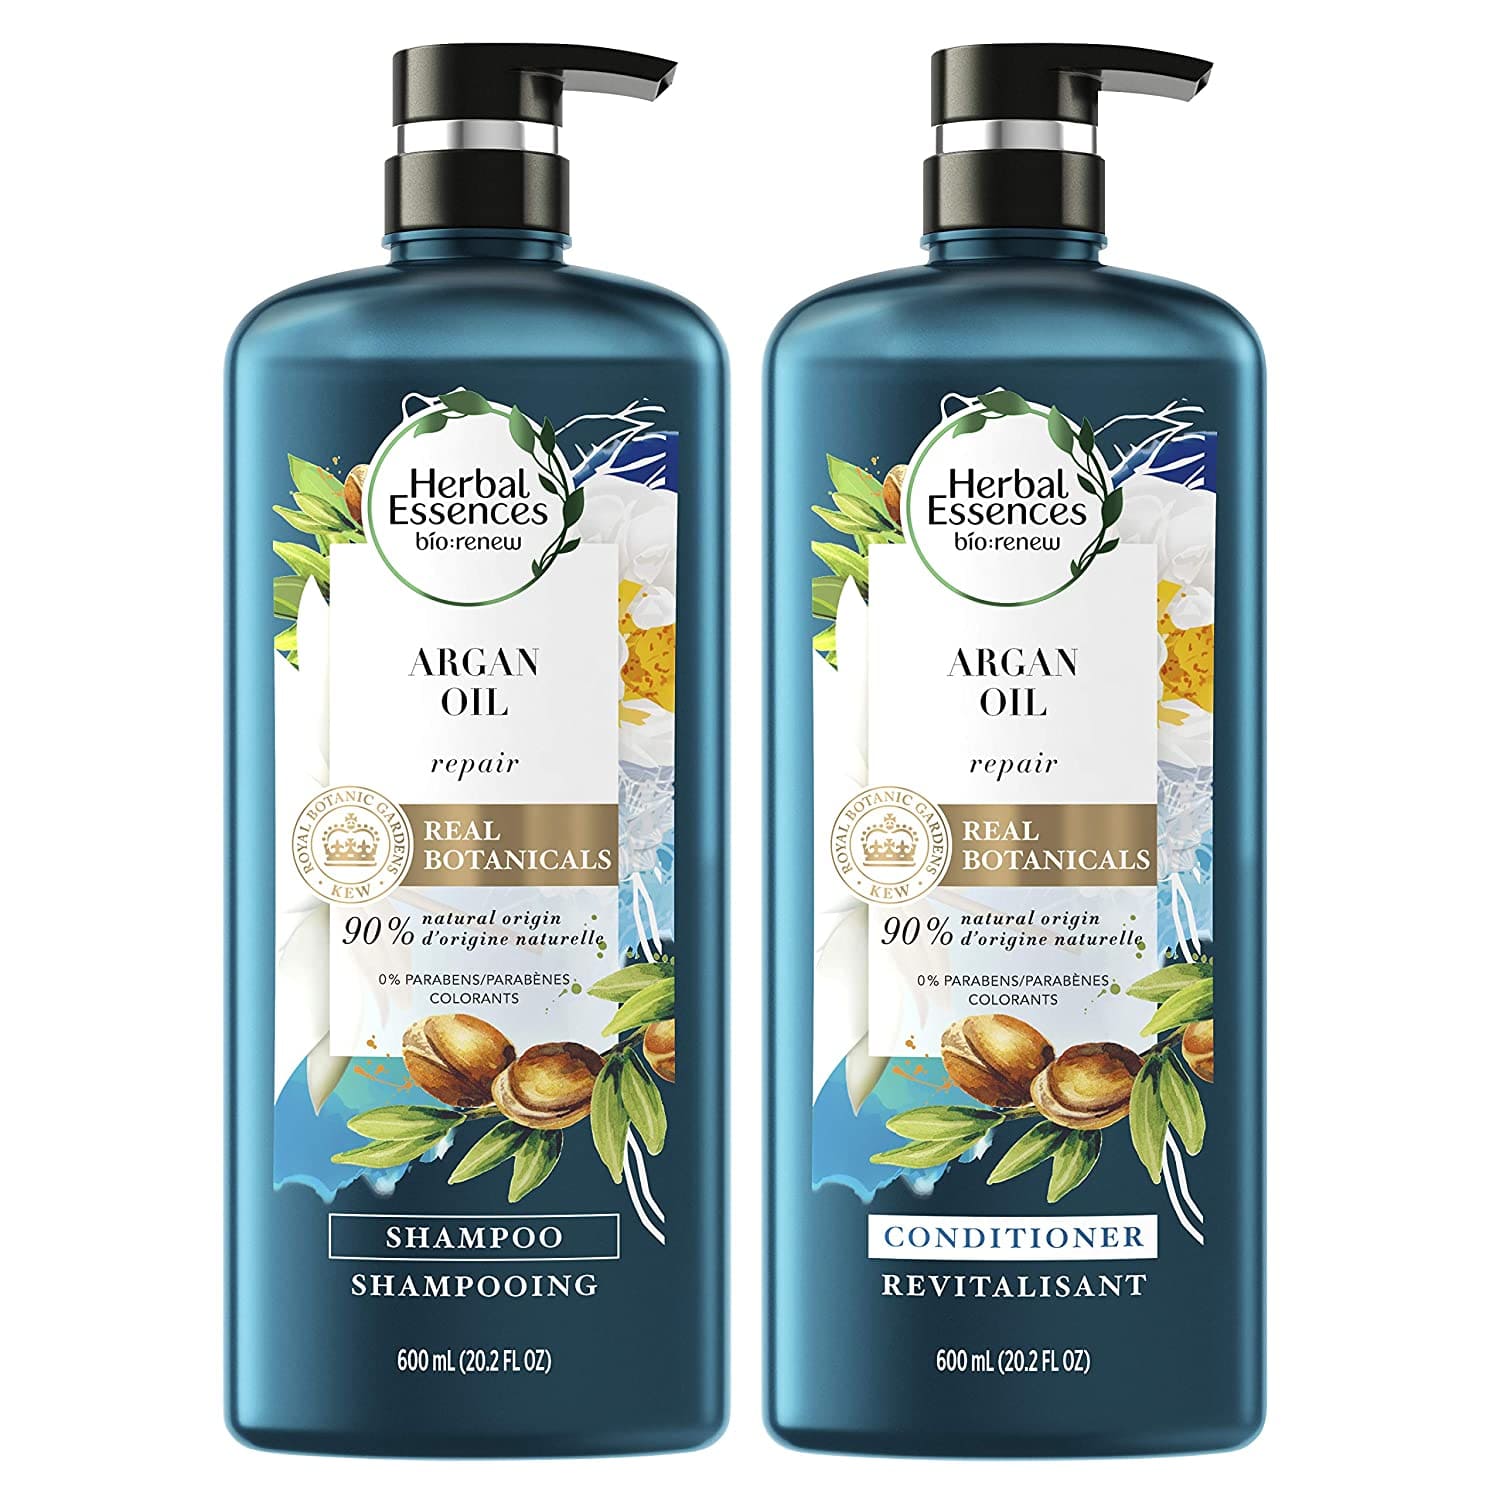 Herbal
Essences
bío:renew
ARGAN
OIL
repair
ROYAL BOTANIC GARDENS
KEW
REAL
BOTANICALS
90% natural origin
d'origine naturelle
0% PARABENS/PARABÈNES
COLORANTS
SHAMPOO
SHAMPOOING
600 mL (20.2 FL OZ)
Herbal
Essences
bío:renew
ARGAN
OIL
repair
ROYAL BOTANIC GARDENS
KEW
REAL
BOTANICALS
90% natural origin
d'origine naturelle
0% PARABENS/PARABÈNES
COLORANTS
CONDITIONER
REVITALISANT
600 mL (20.2 FL OZ)